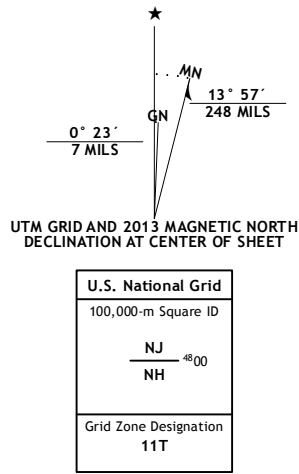 ★
MN
13° 57´
248 MILS
GN
0° 23´
7 MILS
UTM GRID AND 2013 MAGNETIC NORTH
DECLINATION AT CENTER OF SHEET
U.S. National Grid
100,000-m Square ID
NJ
⁴⁸00
NH
Grid Zone Designation
11T